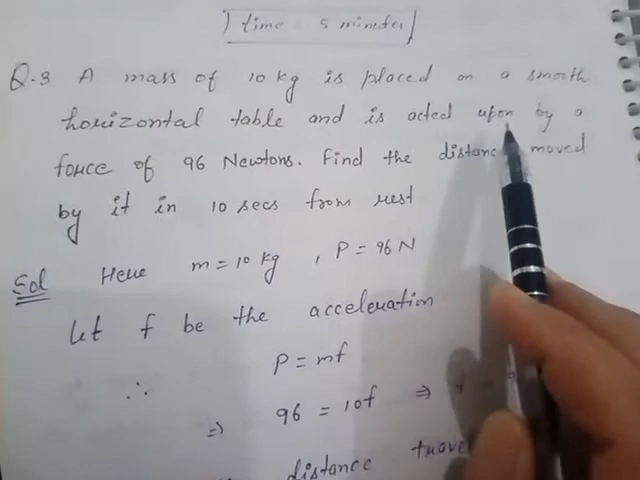 time = 5 minutes
Q.3 A mass of 10 kg is placed on a smooth
horizontal table and is acted upon by a
force of 96 Newtons. Find the distance moved
by it in 10 secs from rest
Sol Here m = 10 kg , P = 96 N
let f be the acceleration
∴ P = mf
⇒ 96 = 10f ⇒
distance